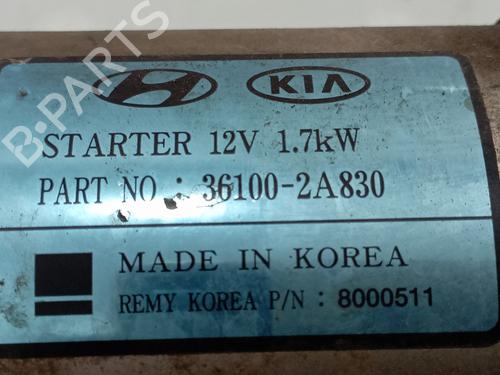 B-PARTS
KIA
STARTER 12V 1.7kW
PART NO : 36100-2A830
MADE IN KOREA
REMY KOREA P/N : 8000511